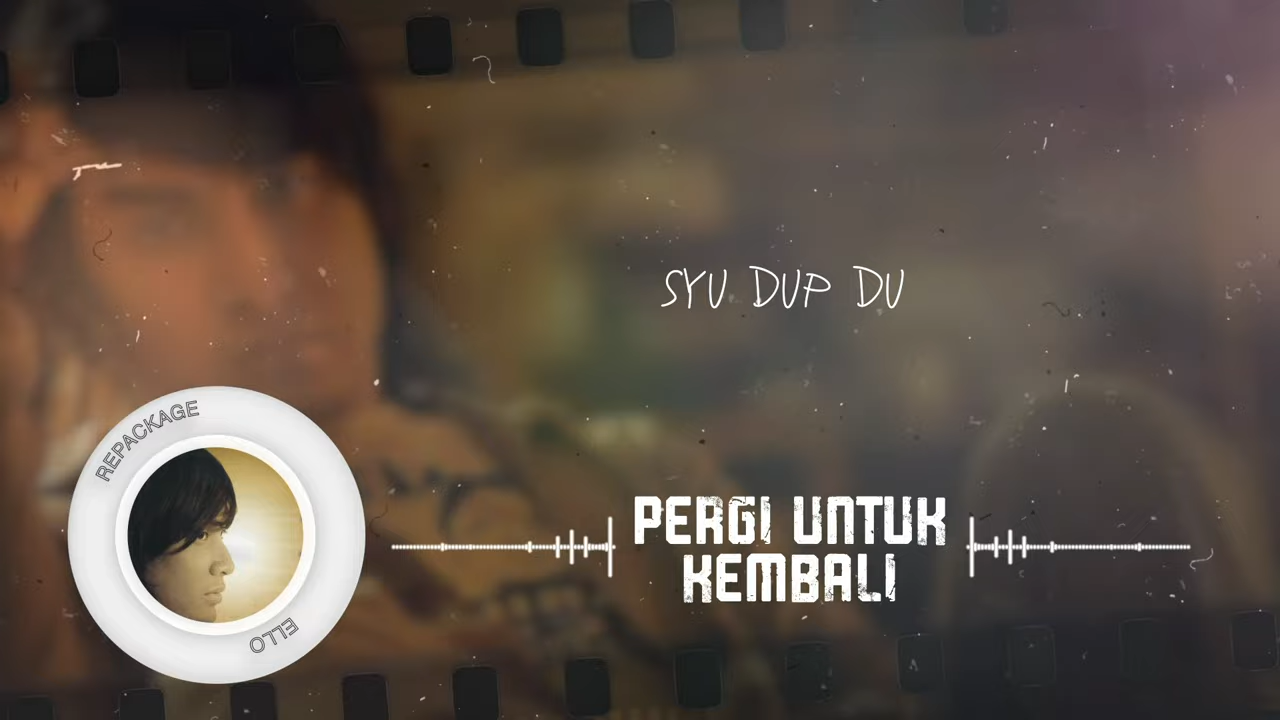 SYU DUP DU
REPACKAGE
ELLO
PERGI UNTUK
KEMBALI